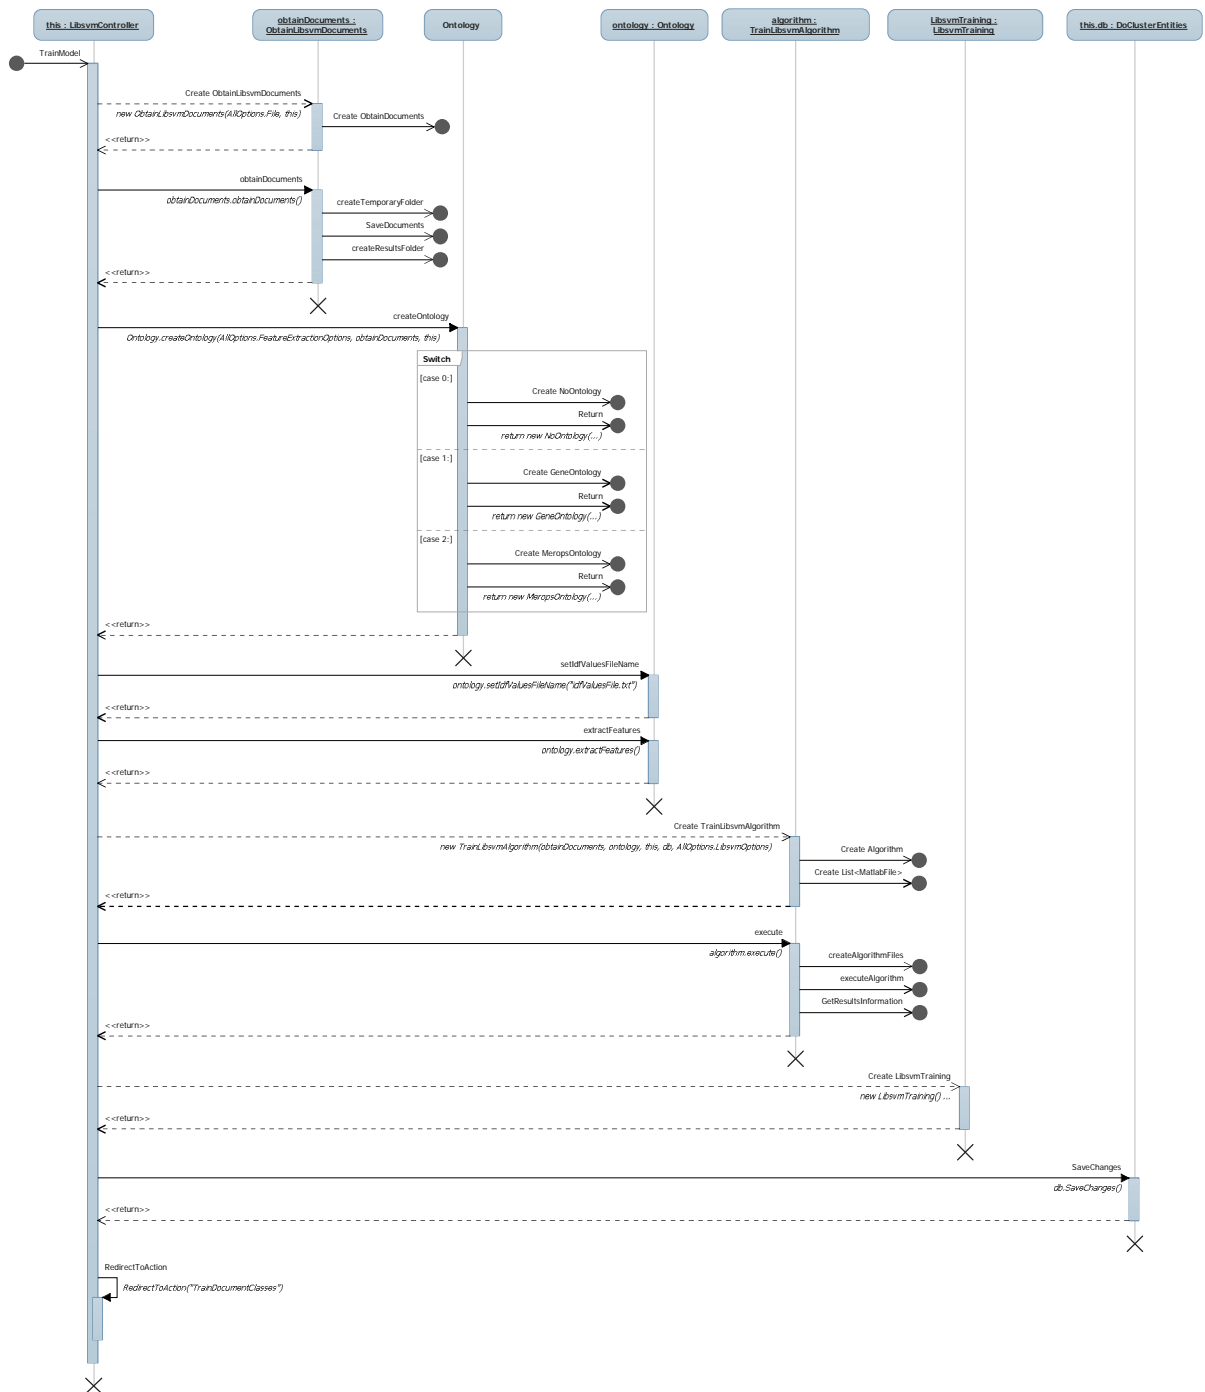 this : LibsvmController
obtainDocuments :
ObtainLibsvmDocuments
Ontology
ontology : Ontology
algorithm :
TrainLibsvmAlgorithm
LibsvmTraining :
LibsvmTraining
this.db : DoClusterEntities
TrainModel
Create ObtainLibsvmDocuments
new ObtainLibsvmDocuments(AllOptions.File, this)
Create ObtainDocuments
<<return>>
obtainDocuments
obtainDocuments.obtainDocuments()
createTemporaryFolder
SaveDocuments
createResultsFolder
<<return>>
createOntology
Ontology.createOntology(AllOptions.FeatureExtractionOptions, obtainDocuments, this)
Switch
[case 0:]
Create NoOntology
Return
return new NoOntology(...)
[case 1:]
Create GeneOntology
Return
return new GeneOntology(...)
[case 2:]
Create MeropsOntology
Return
return new MeropsOntology(...)
<<return>>
setIdfValuesFileName
ontology.setIdfValuesFileName("idfValuesFile.txt")
<<return>>
extractFeatures
ontology.extractFeatures()
<<return>>
Create TrainLibsvmAlgorithm
new TrainLibsvmAlgorithm(obtainDocuments, ontology, this, db, AllOptions.LibsvmOptions)
Create Algorithm
Create List<MatlabFile>
<<return>>
execute
algorithm.execute()
createAlgorithmFiles
executeAlgorithm
GetResultsInformation
<<return>>
Create LibsvmTraining
new LibsvmTraining() ...
<<return>>
SaveChanges
db.SaveChanges()
<<return>>
RedirectToAction
RedirectToAction("TrainDocumentClasses")